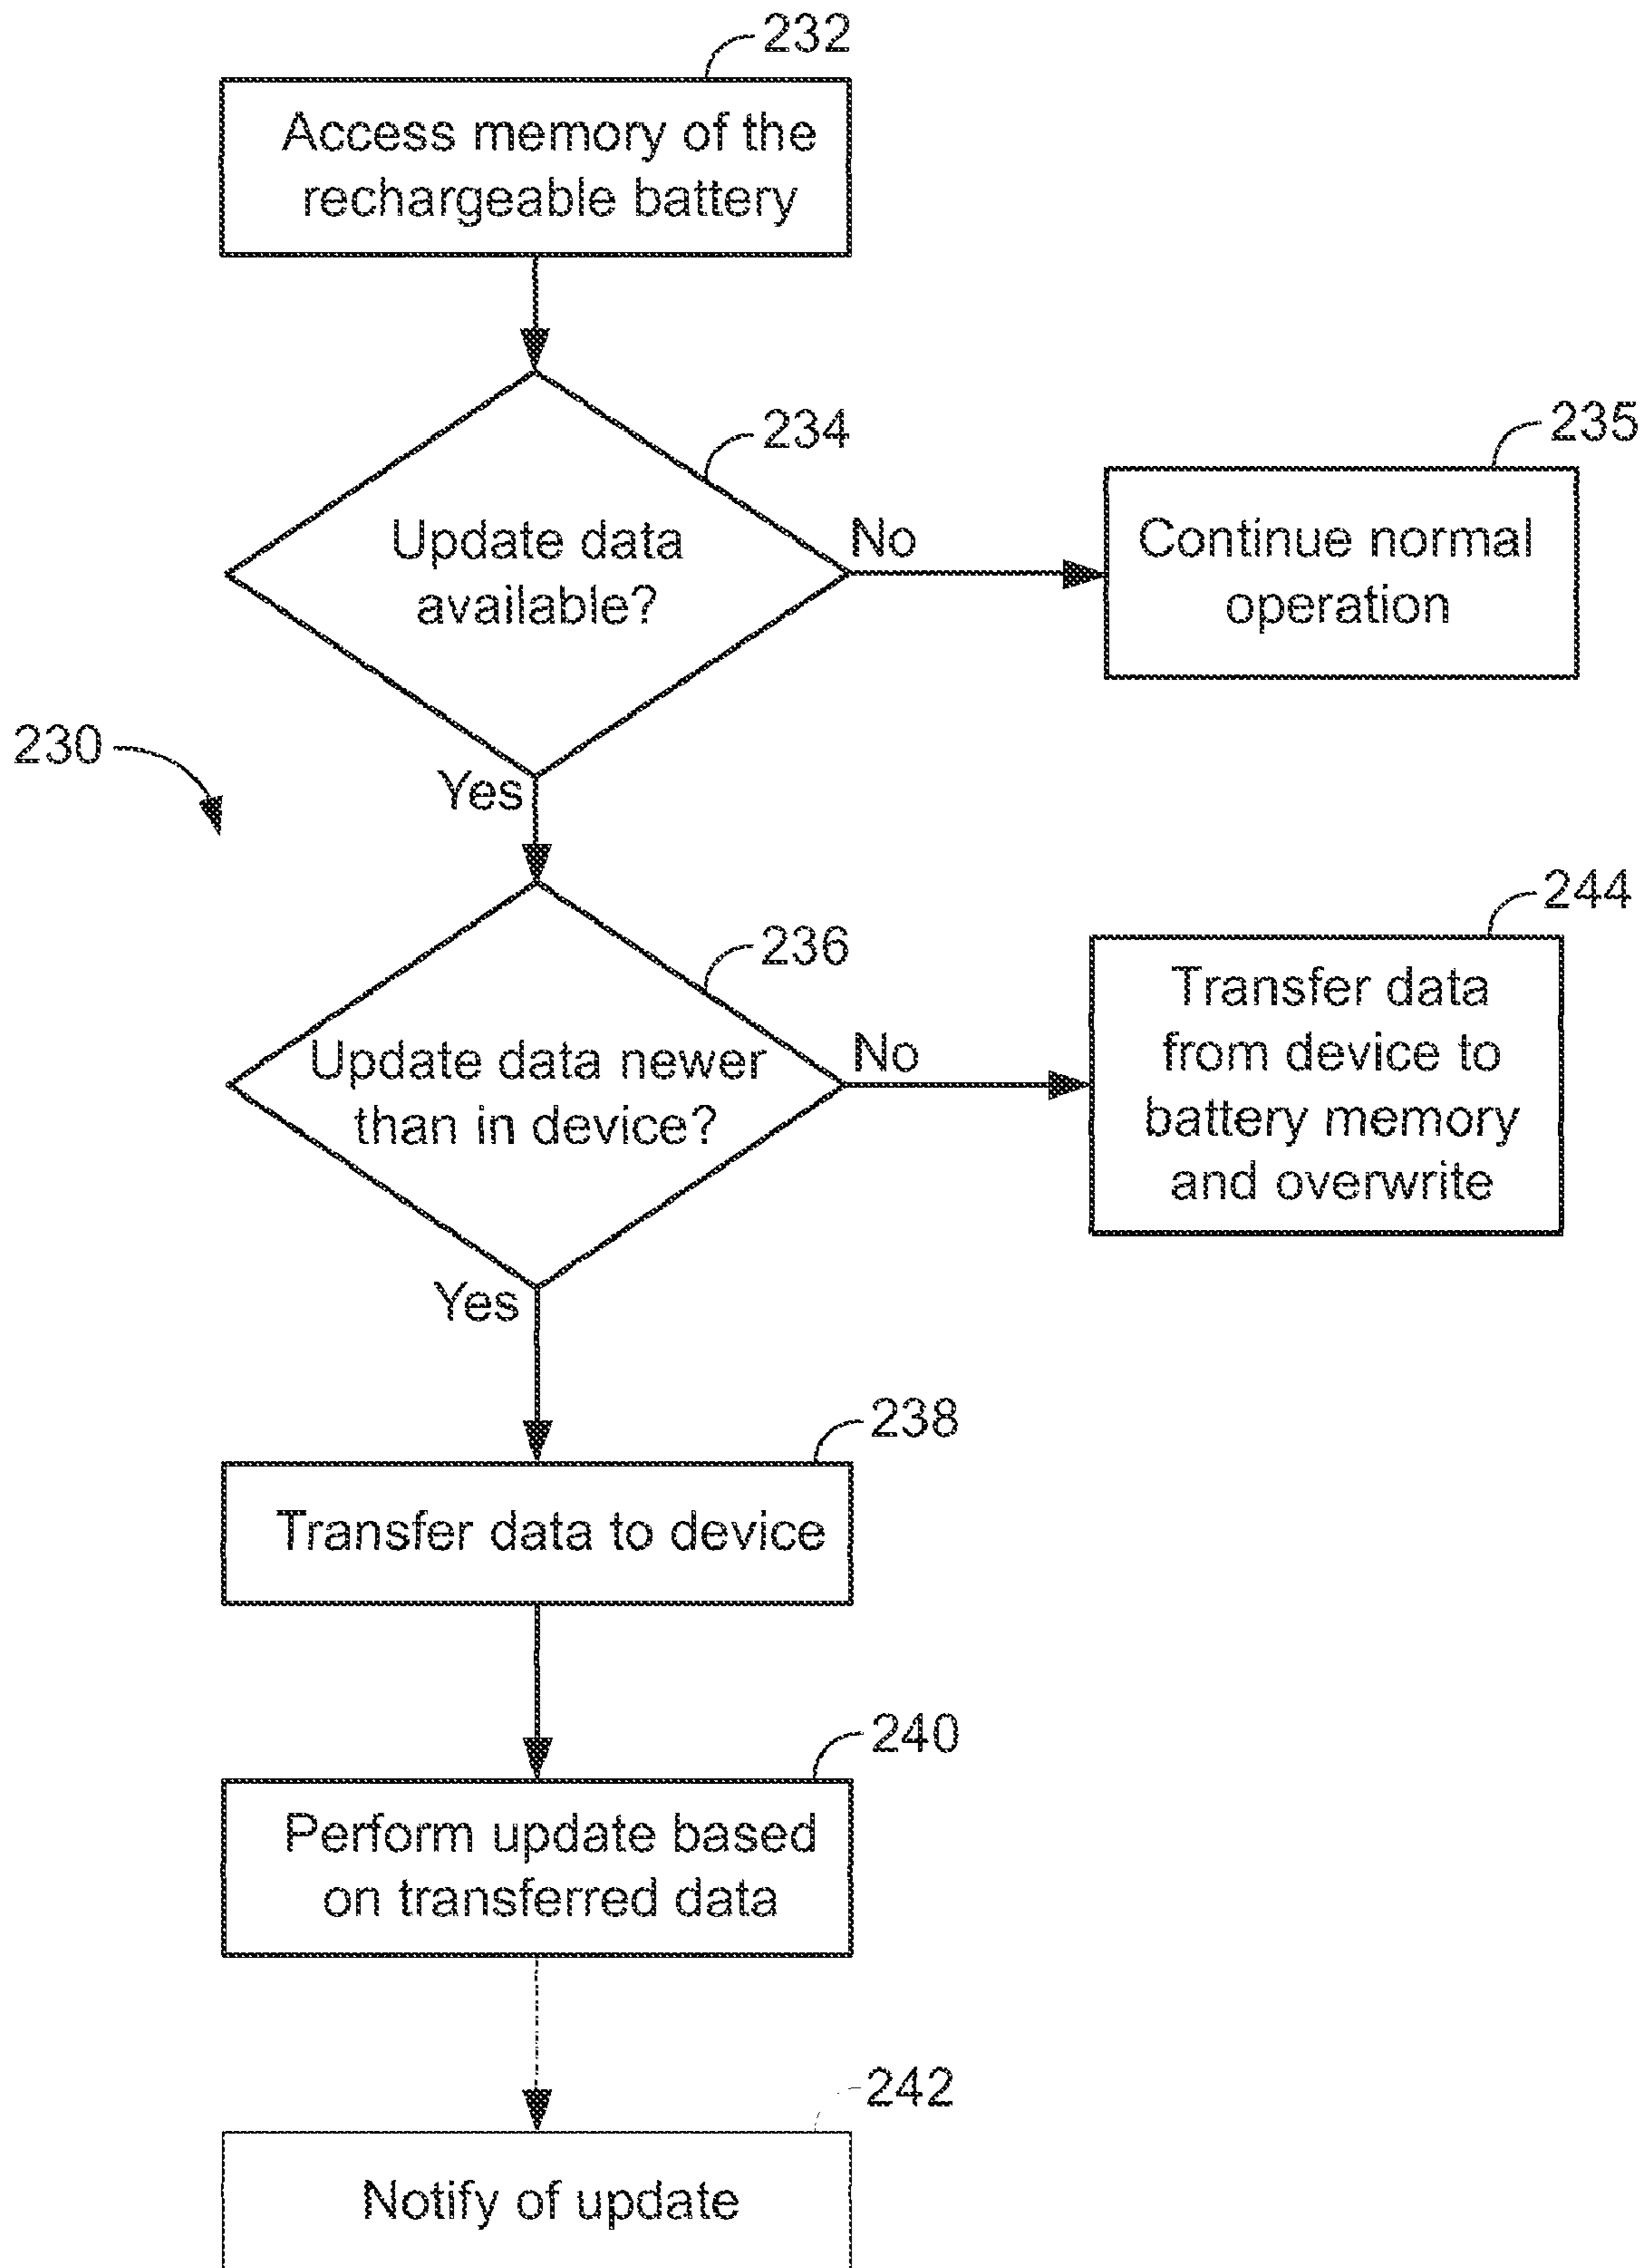 232
Access memory of the
rechargeable battery
234
Update data
available?
No
235
Continue normal
operation
230
Yes
236
Update data newer
than in device?
No
244
Transfer data
from device to
battery memory
and overwrite
Yes
238
Transfer data to device
240
Perform update based
on transferred data
242
Notify of update